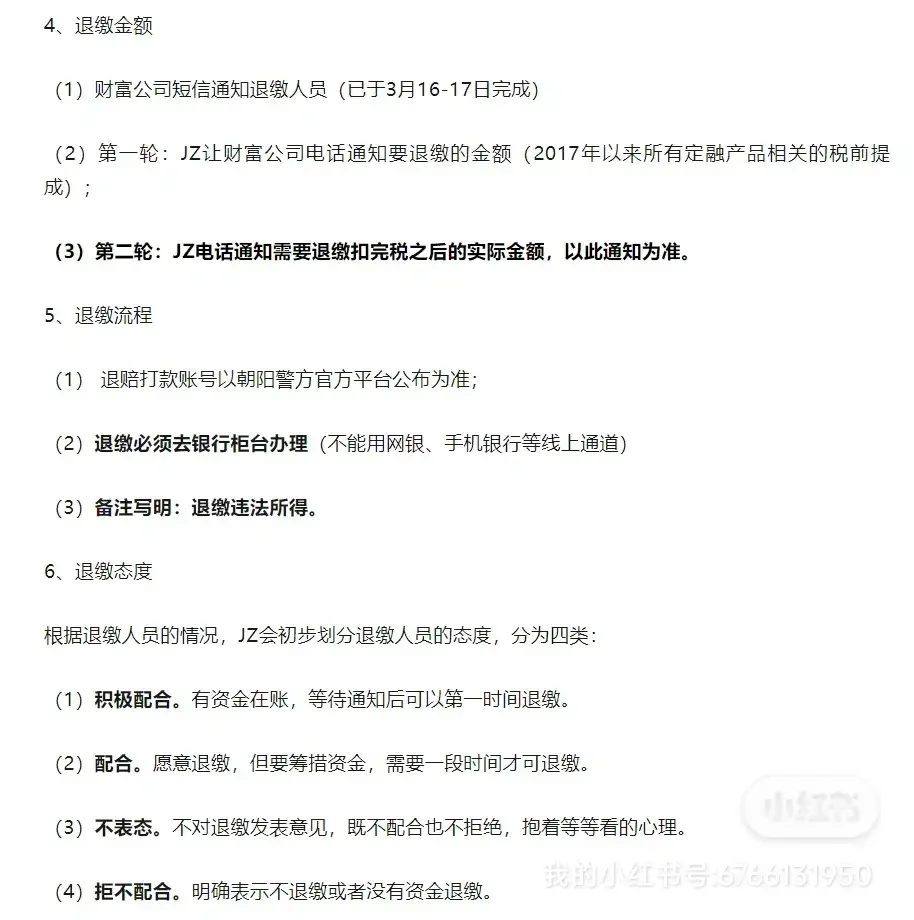 4、退缴金额
（1）财富公司短信通知退缴人员（已于3月16-17日完成）
（2）第一轮：JZ让财富公司电话通知要退缴的金额（2017年以来所有定融产品相关的税前提
成）；
（3）第二轮：JZ电话通知需要退缴扣完税之后的实际金额，以此通知为准。
5、退缴流程
（1） 退赔打款账号以朝阳警方官方平台公布为准；
（2）退缴必须去银行柜台办理（不能用网银、手机银行等线上通道）
（3）备注写明：退缴违法所得。
6、退缴态度
根据退缴人员的情况，JZ会初步划分退缴人员的态度，分为四类：
（1）积极配合。有资金在账，等待通知后可以第一时间退缴。
（2）配合。愿意退缴，但要筹措资金，需要一段时间才可退缴。
（3）不表态。不对退缴发表意见，既不配合也不拒绝，抱着等等看的心理。
（4）拒不配合。明确表示不退缴或者没有资金退缴。
小红书
我的小红书号:6766131950